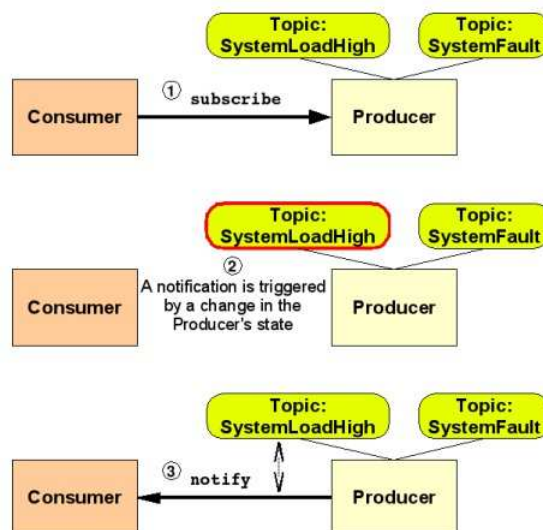 Topic:
SystemLoadHigh
Topic:
SystemFault
① subscribe
Consumer
Producer
Topic:
SystemLoadHigh
Topic:
SystemFault
②
A notification is triggered
by a change in the
Producer's state
Consumer
Producer
Topic:
SystemLoadHigh
Topic:
SystemFault
③ notify
Consumer
Producer